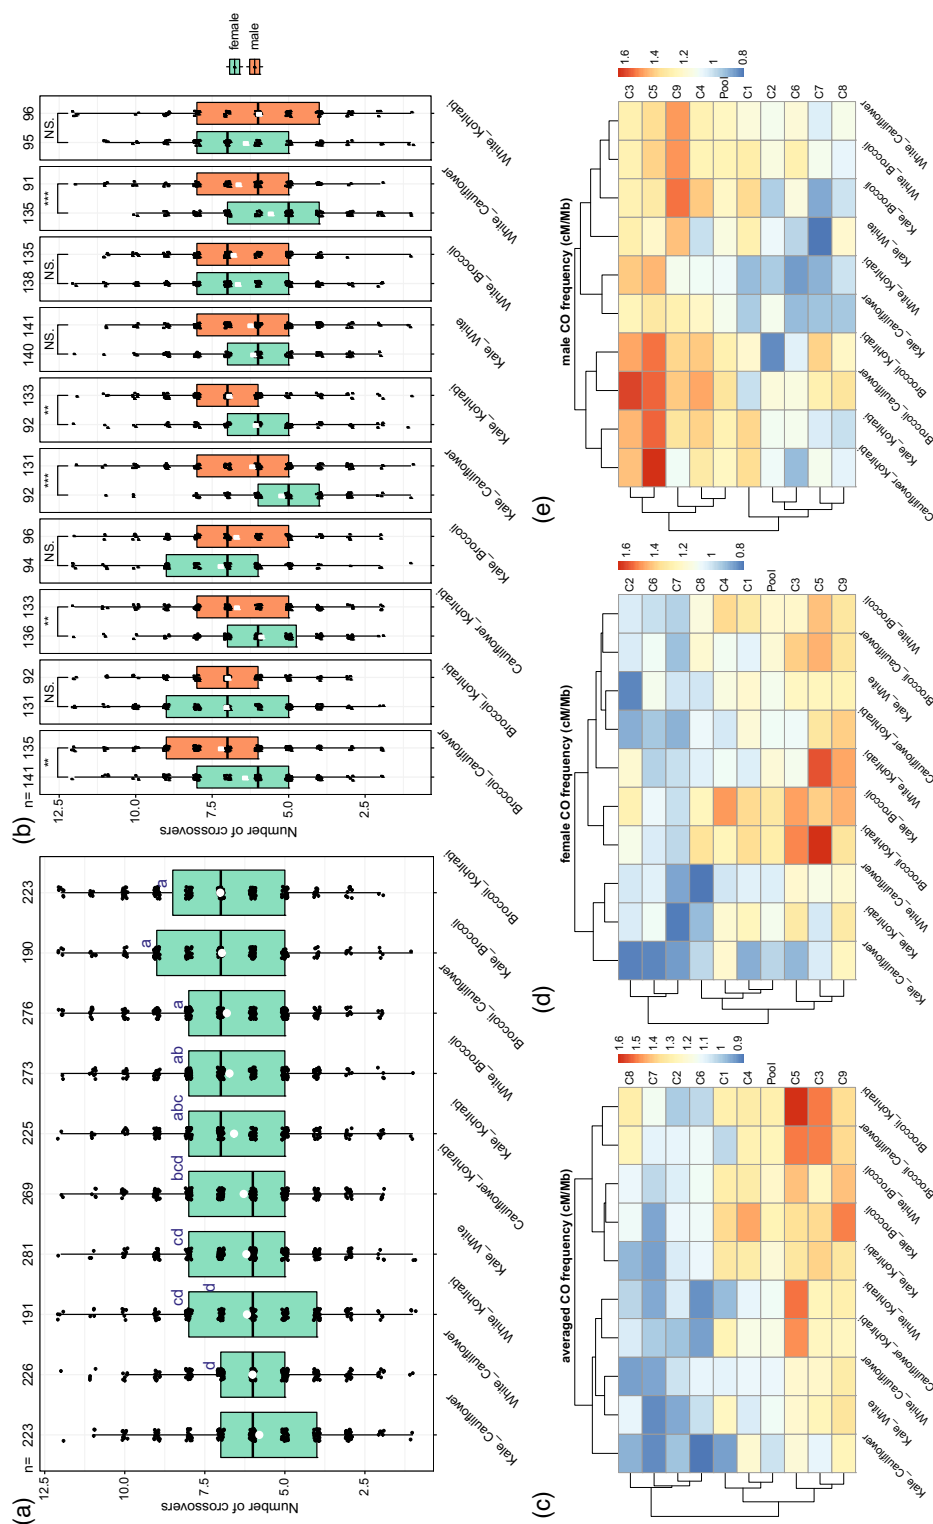 (a)
n=
223
226
191
281
269
225
273
276
190
223
d
d
cd
cd
bcd
abc
ab
a
a
a
12.5
10.0
7.5
5.0
2.5
Number of crossovers
Kale_Cauliflower
White_Cauliflower
White_Kohlrabi
Kale_White
Cauliflower_Kohlrabi
Kale_Kohlrabi
White_Broccoli
Broccoli_Cauliflower
Kale_Broccoli
Broccoli_Kohlrabi
(b)
n= 141 135
131 92
136 133
94 96
92 131
92 133
140 141
138 135
135 91
95 96
**
NS.
**
NS.
***
**
NS.
NS.
***
NS.
12.5
10.0
7.5
5.0
2.5
Number of crossovers
Broccoli_Cauliflower
Broccoli_Kohlrabi
Cauliflower_Kohlrabi
Kale_Broccoli
Kale_Cauliflower
Kale_Kohlrabi
Kale_White
White_Broccoli
White_Cauliflower
White_Kohlrabi
female
male
(c)
averaged CO frequency (cM/Mb)
C8
C7
C2
C6
C1
C4
Pool
C5
C3
C9
1.6
1.5
1.4
1.3
1.2
1.1
1
0.9
Kale_Cauliflower
Kale_White
White_Cauliflower
Cauliflower_Kohlrabi
White_Kohlrabi
Kale_Kohlrabi
Kale_Broccoli
White_Broccoli
Broccoli_Cauliflower
Broccoli_Kohlrabi
(d)
female CO frequency (cM/Mb)
C2
C6
C7
C8
C4
C1
Pool
C3
C5
C9
1.6
1.4
1.2
1
0.8
Kale_Cauliflower
Kale_Kohlrabi
White_Cauliflower
Broccoli_Kohlrabi
Kale_Broccoli
White_Kohlrabi
Cauliflower_Kohlrabi
Kale_White
Broccoli_Cauliflower
White_Broccoli
(e)
male CO frequency (cM/Mb)
C3
C5
C9
C4
Pool
C1
C2
C6
C7
C8
1.6
1.4
1.2
1
0.8
Cauliflower_Kohlrabi
Kale_Kohlrabi
Broccoli_Cauliflower
Broccoli_Kohlrabi
Kale_Cauliflower
White_Kohlrabi
Kale_White
Kale_Broccoli
White_Broccoli
White_Cauliflower